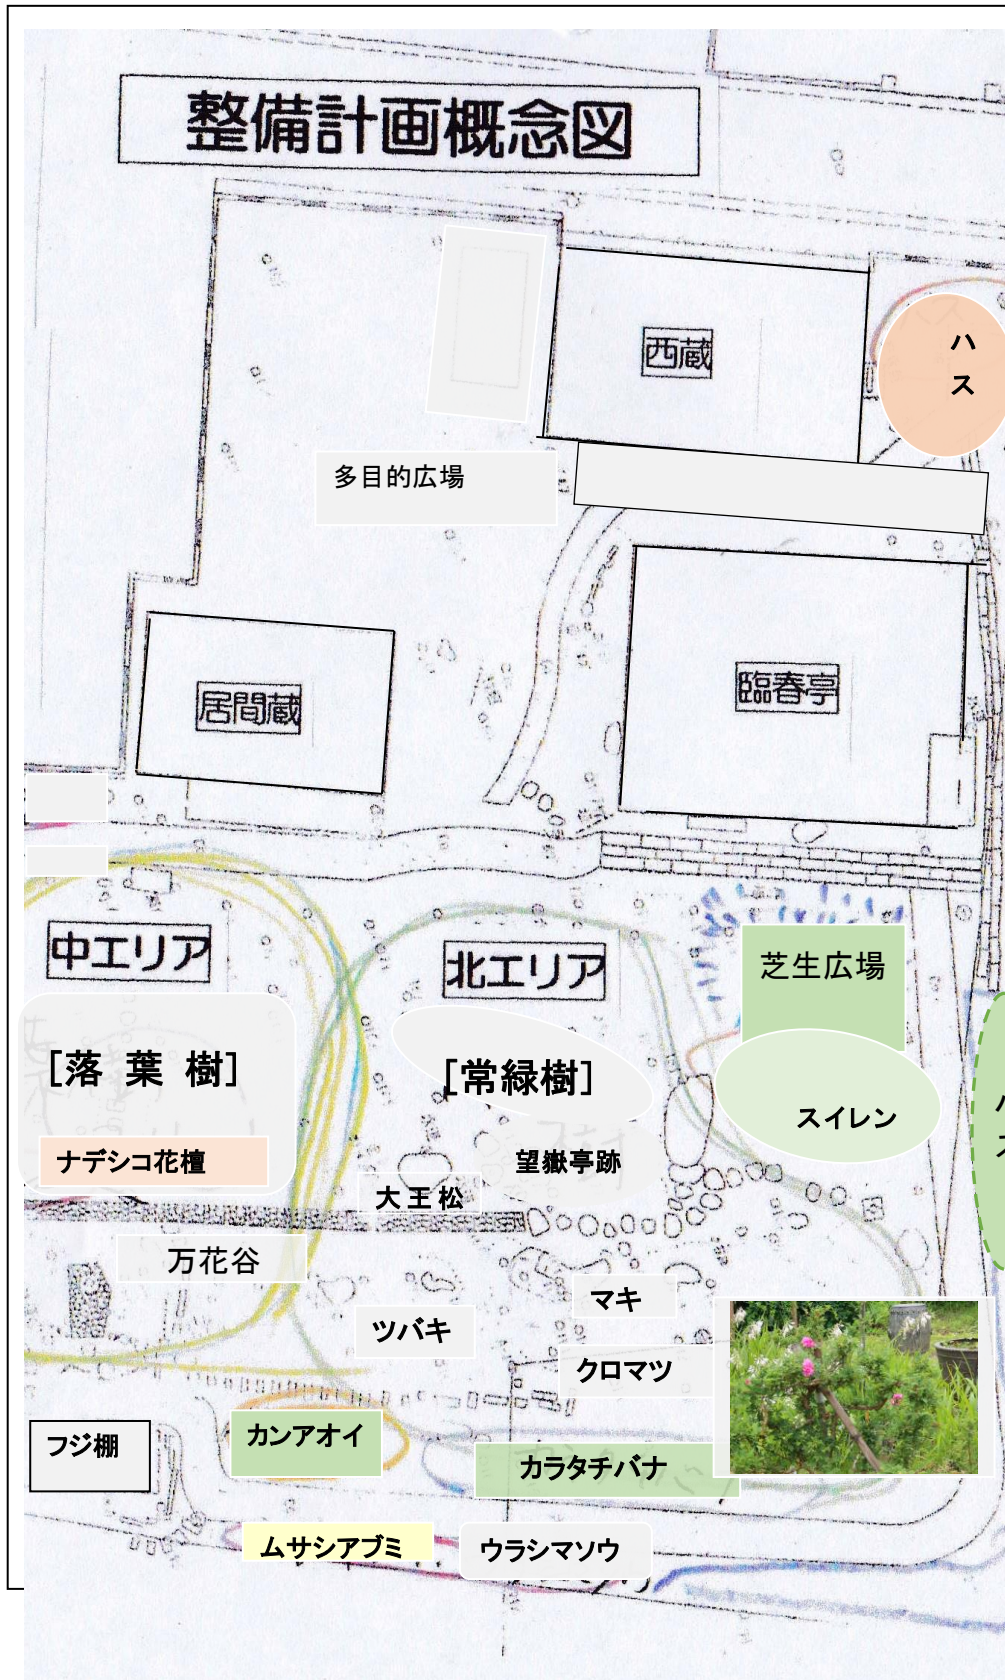 整備計画概念図
西蔵
ハ
ス
多目的広場
居間蔵
臨春亭
中エリア
北エリア
芝生広場
[落 葉 樹]
[常緑樹]
スイレン
ナデシコ花壇
望嶽亭跡
大王松
万花谷
マキ
ツバキ
クロマツ
フジ棚
カンアオイ
カラタチバナ
ムサシアブミ
ウラシマソウ